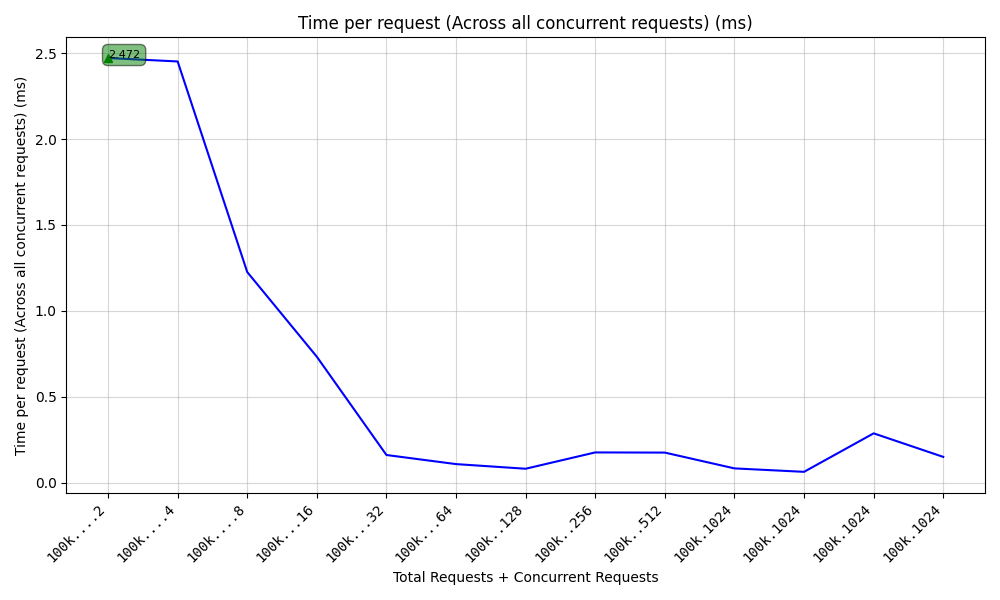 Time per request (Across all concurrent requests) (ms)
2.472
2.5
2.0
1.5
1.0
0.5
0.0
Time per request (Across all concurrent requests) (ms)
100k....2
100k....4
100k....8
100k...16
100k...32
100k...64
100k..128
100k..256
100k..512
100k.1024
100k.1024
100k.1024
100k.1024
Total Requests + Concurrent Requests